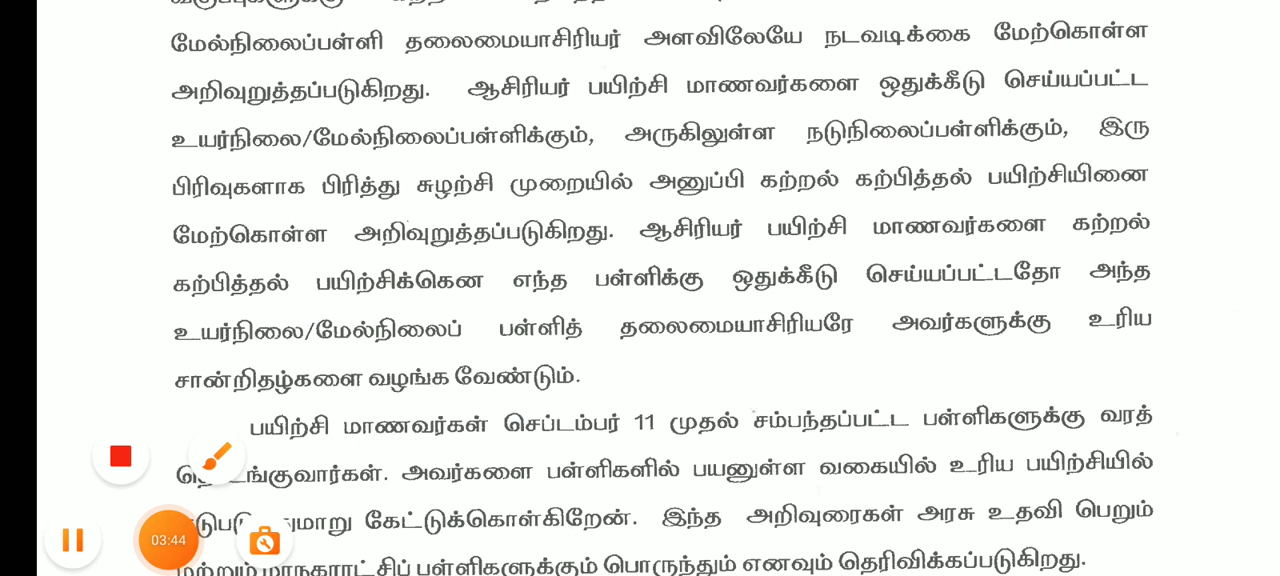 மேல்நிலைப்பள்ளி தலைமையாசிரியர் அளவிலேயே நடவடிக்கை மேற்கொள்ள
அறிவுறுத்தப்படுகிறது. ஆசிரியர் பயிற்சி மாணவர்களை ஒதுக்கீடு செய்யப்பட்ட
உயர்நிலை/மேல்நிலைப்பள்ளிக்கும், அருகிலுள்ள நடுநிலைப்பள்ளிக்கும், இரு
பிரிவுகளாக பிரித்து சுழற்சி முறையில் அனுப்பி கற்றல் கற்பித்தல் பயிற்சியினை
மேற்கொள்ள அறிவுறுத்தப்படுகிறது. ஆசிரியர் பயிற்சி மாணவர்களை கற்றல்
கற்பித்தல் பயிற்சிக்கென எந்த பள்ளிக்கு ஒதுக்கீடு செய்யப்பட்டதோ அந்த
உயர்நிலை/மேல்நிலைப் பள்ளித் தலைமையாசிரியரே அவர்களுக்கு உரிய
சான்றிதழ்களை வழங்க வேண்டும்.
பயிற்சி மாணவர்கள் செப்டம்பர் 11 முதல் சம்பந்தப்பட்ட பள்ளிகளுக்கு வரத்
அவர்களை பள்ளிகளில் பயனுள்ள வகையில் உரிய பயிற்சியில்
கேட்டுக்கொள்கிறேன். இந்த அறிவுரைகள் அரசு உதவி பெறும்
மற்றும் மாநகராட்சிப் பள்ளிகளுக்கும் பொருந்தும் எனவும் தெரிவிக்கப்படுகிறது.
03:44